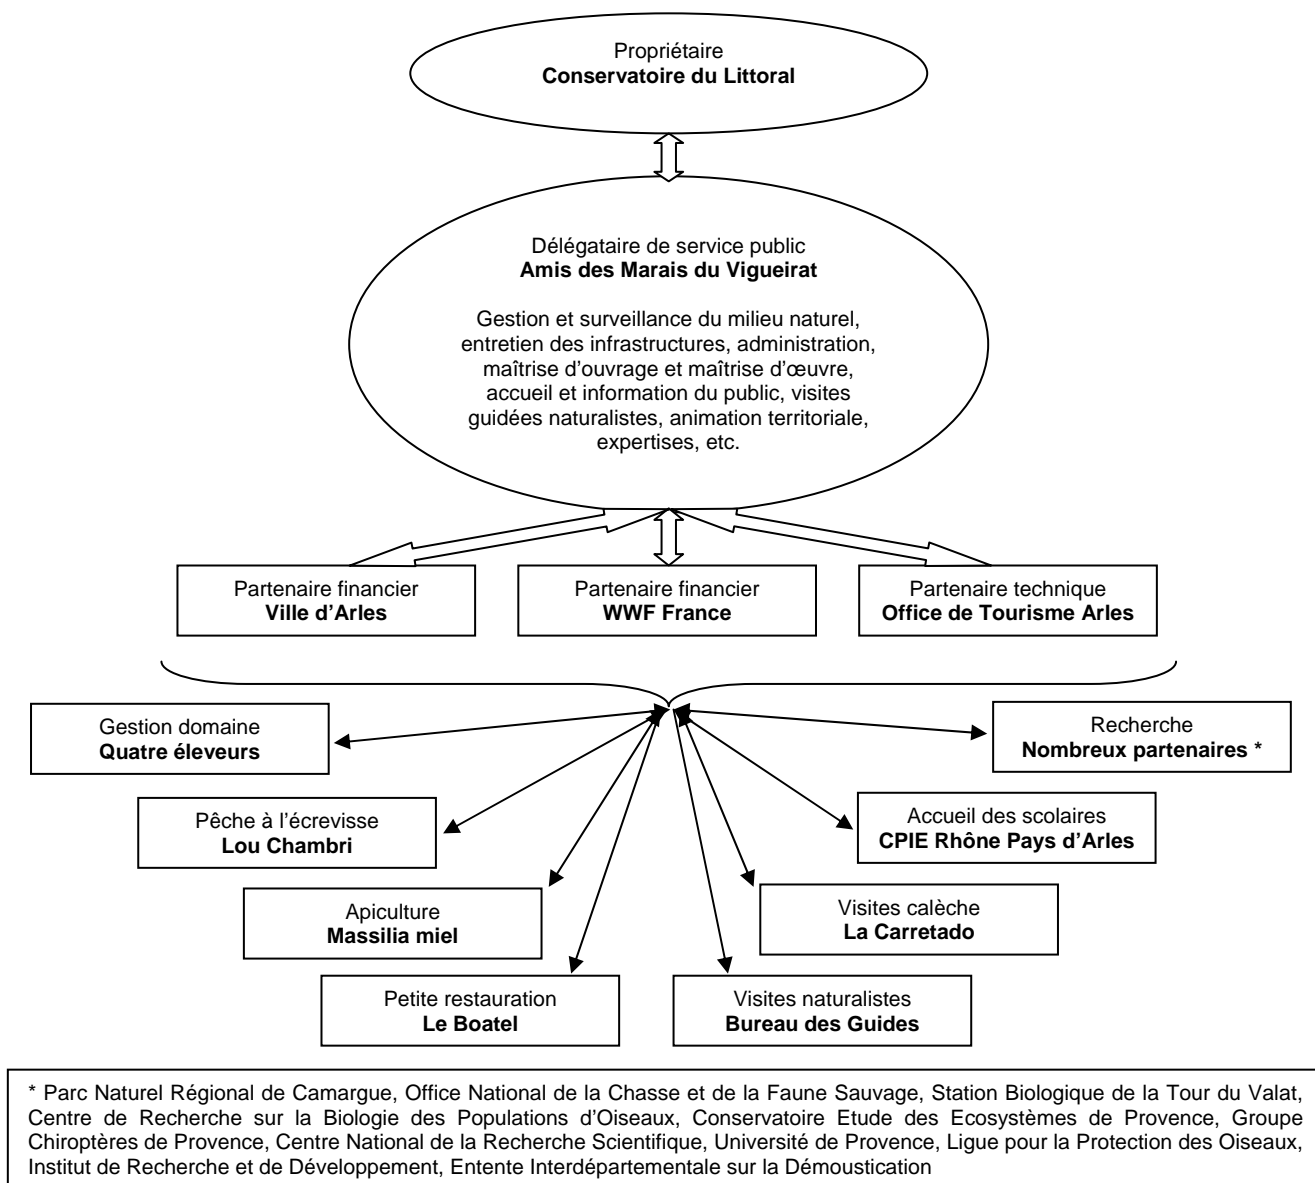 Propriétaire
Conservatoire du Littoral
Délégataire de service public
Amis des Marais du Vigueirat
Gestion et surveillance du milieu naturel,
entretien des infrastructures, administration,
maîtrise d'ouvrage et maîtrise d'œuvre,
accueil et information du public, visites
guidées naturalistes, animation territoriale,
expertises, etc.
Partenaire financier
Ville d'Arles
Partenaire financier
WWF France
Partenaire technique
Office de Tourisme Arles
Gestion domaine
Quatre éleveurs
Recherche
Nombreux partenaires *
Pêche à l'écrevisse
Lou Chambri
Accueil des scolaires
CPIE Rhône Pays d'Arles
Apiculture
Massilia miel
Visites calèche
La Carretado
Petite restauration
Le Boatel
Visites naturalistes
Bureau des Guides
* Parc Naturel Régional de Camargue, Office National de la Chasse et de la Faune Sauvage, Station Biologique de la Tour du Valat,
Centre de Recherche sur la Biologie des Populations d'Oiseaux, Conservatoire Etude des Ecosystèmes de Provence, Groupe
Chiroptères de Provence, Centre National de la Recherche Scientifique, Université de Provence, Ligue pour la Protection des Oiseaux,
Institut de Recherche et de Développement, Entente Interdépartementale sur la Démoustication